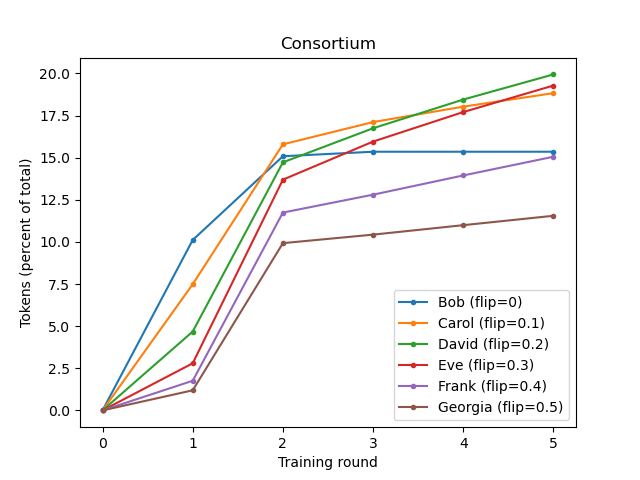 Consortium
Tokens (percent of total)
20.0
17.5
15.0
12.5
10.0
7.5
5.0
2.5
0.0
Bob (flip=0)
Carol (flip=0.1)
David (flip=0.2)
Eve (flip=0.3)
Frank (flip=0.4)
Georgia (flip=0.5)
0 1 2 3 4 5
Training round